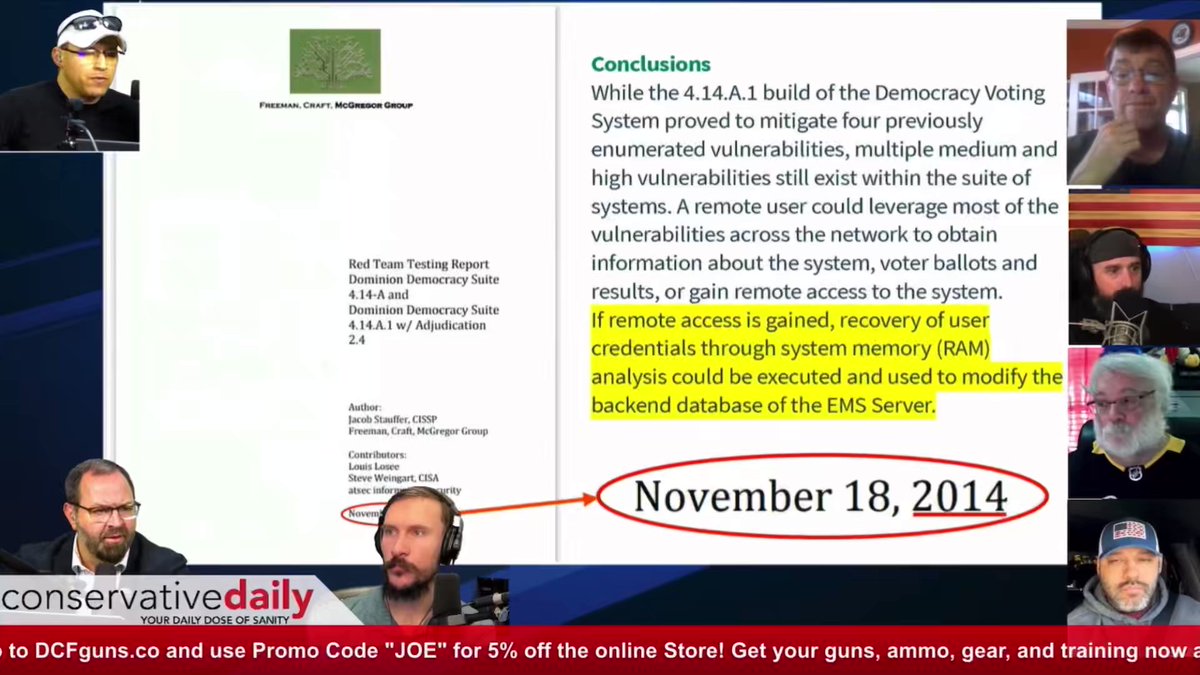 FREEMAN, CRAFT, MCGREGOR GROUP
Red Team Testing Report
Dominion Democracy Suite
4.14-A and
Dominion Democracy Suite
4.14.A.1 w/ Adjudication
2.4
Author:
Jacob Stauffer, CISSP
Freeman, Craft, McGregor Group
Contributors:
Louis Losee
Steve Weingart, CISA
atsec
Conclusions
While the 4.14.A.1 build of the Democracy Voting
System proved to mitigate four previously
enumerated vulnerabilities, multiple medium and
high vulnerabilities still exist within the suite of
systems. A remote user could leverage most of the
vulnerabilities across the network to obtain
information about the system, voter ballots and
results, or gain remote access to the system.
If remote access is gained, recovery of user
credentials through system memory (RAM)
analysis could be executed and used to modify the
backend database of the EMS Server.
November 18, 2014
conservativedaily
YOUR DAILY DOSE OF SANITY
to DCFguns.co and use Promo Code "JOE" for 5% off the online Store! Get your guns, ammo, gear, and training now